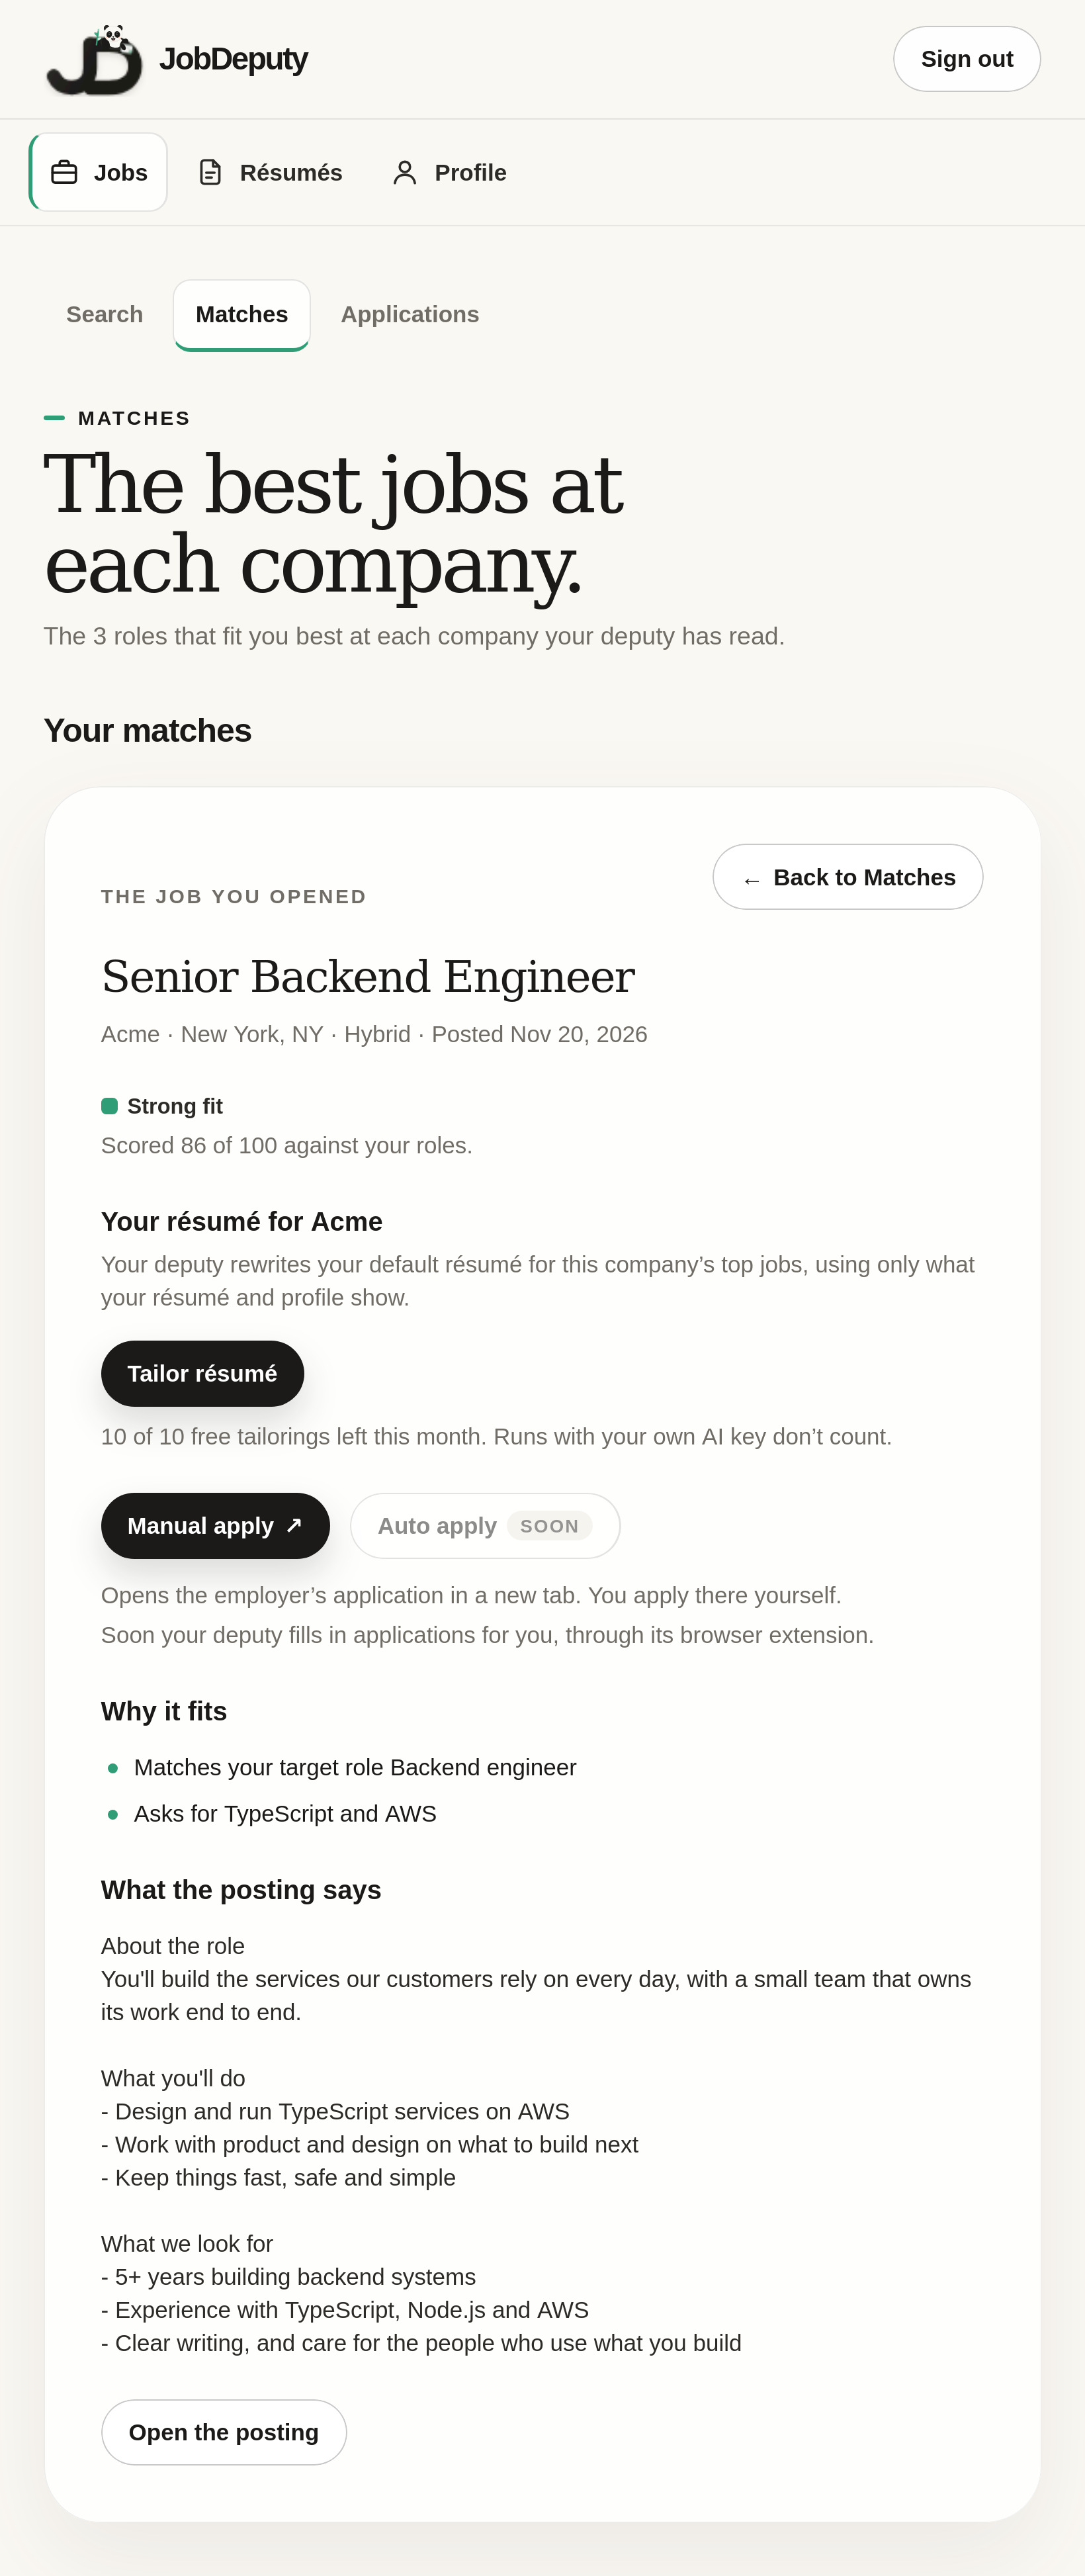 JD JobDeputy
Sign out
Jobs
Résumés
Profile
Search
Matches
Applications
MATCHES
The best jobs at
each company.
The 3 roles that fit you best at each company your deputy has read.
Your matches
THE JOB YOU OPENED
← Back to Matches
Senior Backend Engineer
Acme · New York, NY · Hybrid · Posted Nov 20, 2026
Strong fit
Scored 86 of 100 against your roles.
Your résumé for Acme
Your deputy rewrites your default résumé for this company’s top jobs, using only what
your résumé and profile show.
Tailor résumé
10 of 10 free tailorings left this month. Runs with your own AI key don’t count.
Manual apply ↗
Auto apply SOON
Opens the employer’s application in a new tab. You apply there yourself.
Soon your deputy fills in applications for you, through its browser extension.
Why it fits
Matches your target role Backend engineer
Asks for TypeScript and AWS
What the posting says
About the role
You'll build the services our customers rely on every day, with a small team that owns
its work end to end.
What you'll do
- Design and run TypeScript services on AWS
- Work with product and design on what to build next
- Keep things fast, safe and simple
What we look for
- 5+ years building backend systems
- Experience with TypeScript, Node.js and AWS
- Clear writing, and care for the people who use what you build
Open the posting